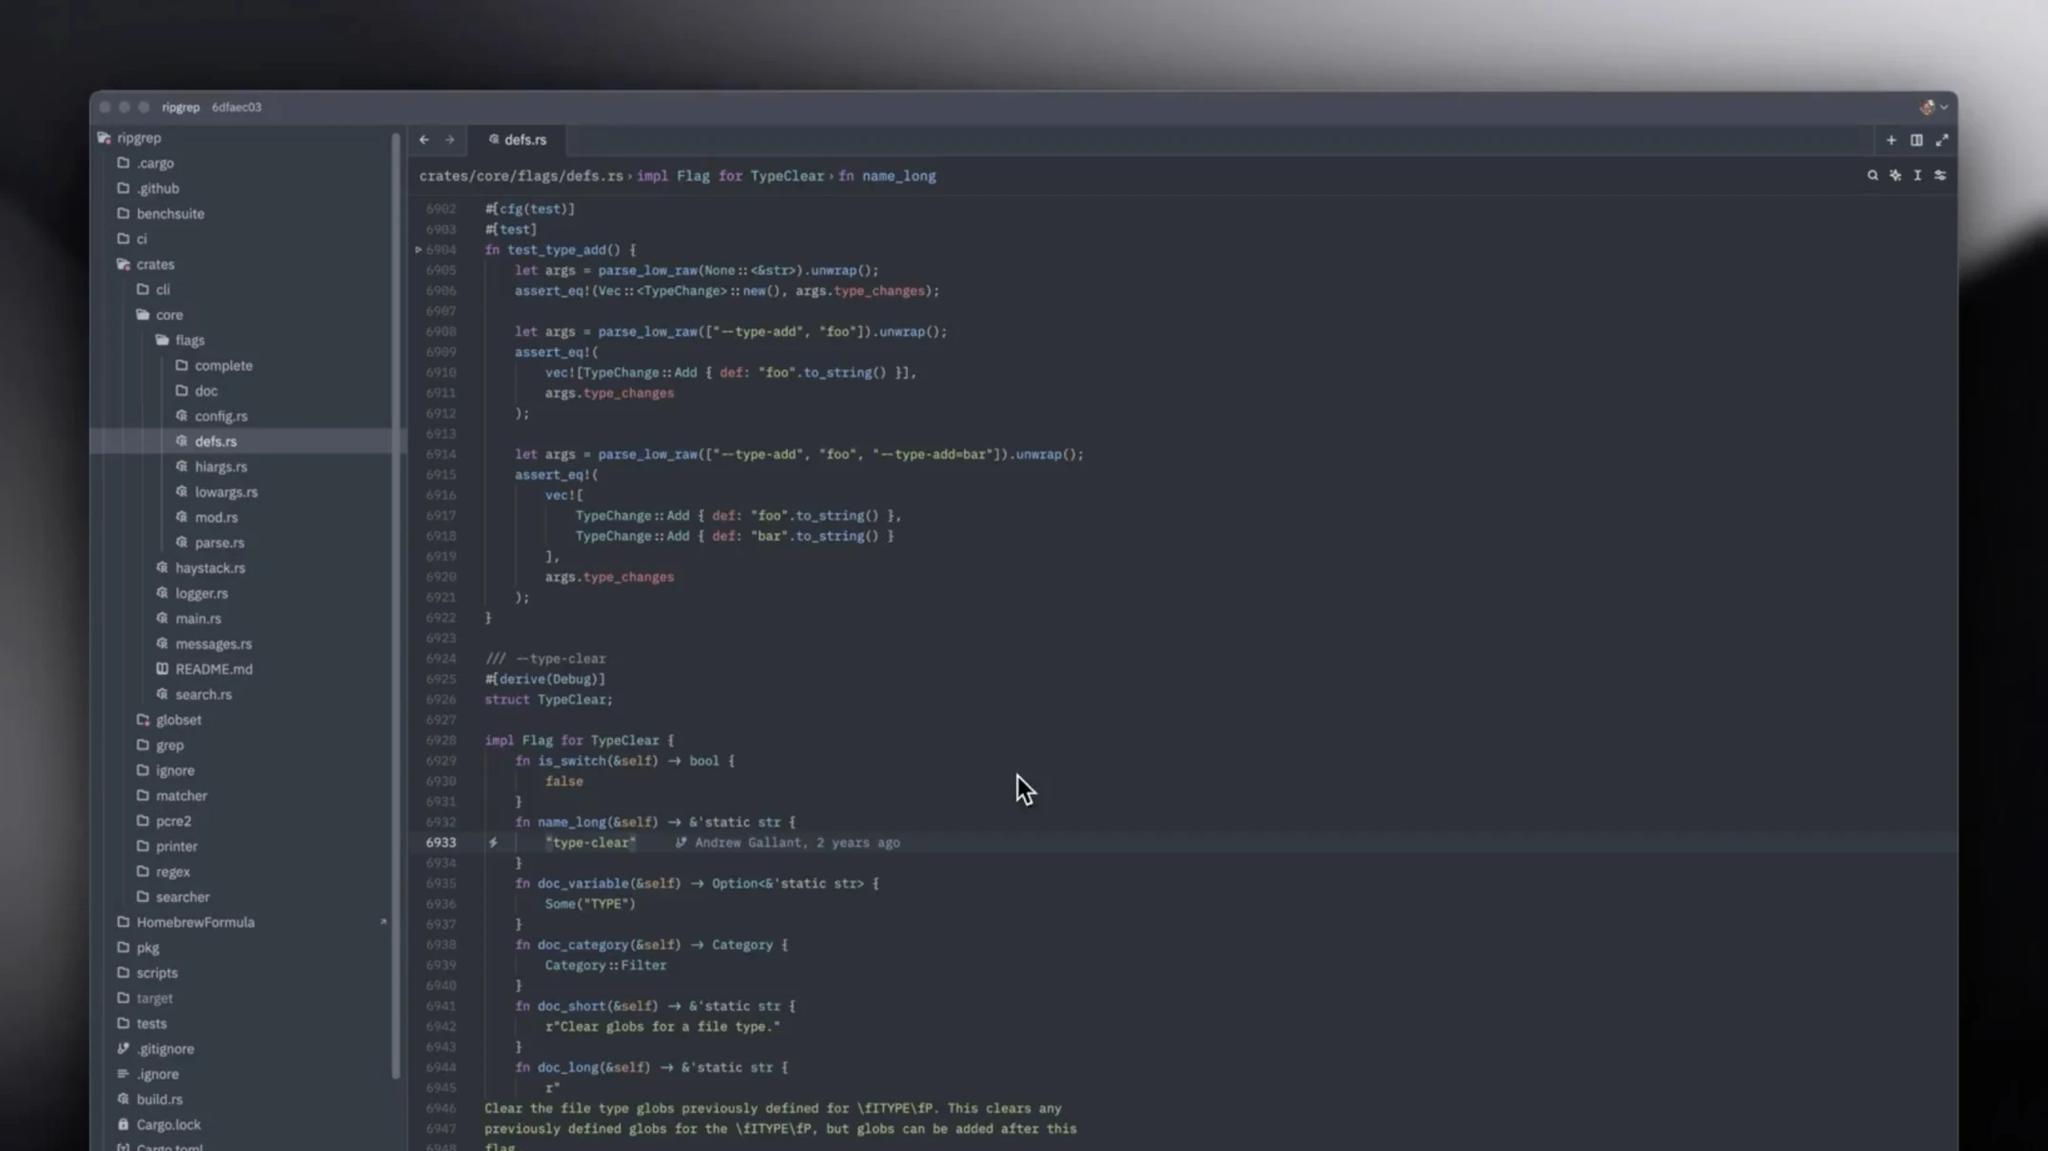 ripgrep 6dfaec03
ripgrep
.cargo
.github
benchsuite
ci
crates
cli
core
flags
complete
doc
config.rs
defs.rs
hiargs.rs
lowargs.rs
mod.rs
parse.rs
haystack.rs
logger.rs
main.rs
messages.rs
README.md
search.rs
globset
grep
ignore
matcher
pcre2
printer
regex
searcher
HomebrewFormula
pkg
scripts
target
tests
.gitignore
.ignore
build.rs
Cargo.lock
Cargo.toml
defs.rs
crates/core/flags/defs.rs › impl Flag for TypeClear › fn name_long
6902 #[cfg(test)]
6903 #[test]
6904 fn test_type_add() {
6905 let args = parse_low_raw(None::<&str>).unwrap();
6906 assert_eq!(Vec::<TypeChange>::new(), args.type_changes);
6907
6908 let args = parse_low_raw(["--type-add", "foo"]).unwrap();
6909 assert_eq!(
6910 vec![TypeChange::Add { def: "foo".to_string() }],
6911 args.type_changes
6912 );
6913
6914 let args = parse_low_raw(["--type-add", "foo", "--type-add=bar"]).unwrap();
6915 assert_eq!(
6916 vec![
6917 TypeChange::Add { def: "foo".to_string() },
6918 TypeChange::Add { def: "bar".to_string() }
6919 ],
6920 args.type_changes
6921 );
6922 }
6923
6924 /// --type-clear
6925 #[derive(Debug)]
6926 struct TypeClear;
6927
6928 impl Flag for TypeClear {
6929 fn is_switch(&self) -> bool {
6930 false
6931 }
6932 fn name_long(&self) -> &'static str {
6933 "type-clear" Andrew Gallant, 2 years ago
6934 }
6935 fn doc_variable(&self) -> Option<&'static str> {
6936 Some("TYPE")
6937 }
6938 fn doc_category(&self) -> Category {
6939 Category::Filter
6940 }
6941 fn doc_short(&self) -> &'static str {
6942 r"Clear globs for a file type."
6943 }
6944 fn doc_long(&self) -> &'static str {
6945 r"
6946 Clear the file type globs previously defined for \fITYPE\fP. This clears any
6947 previously defined globs for the \fITYPE\fP, but globs can be added after this
6948 flag